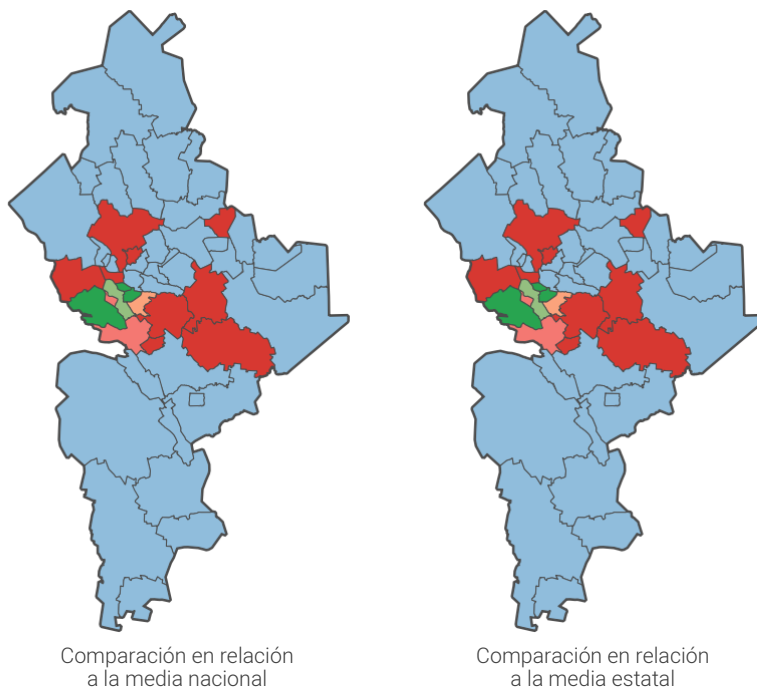 Comparación en relación
a la media nacional
Comparación en relación
a la media estatal